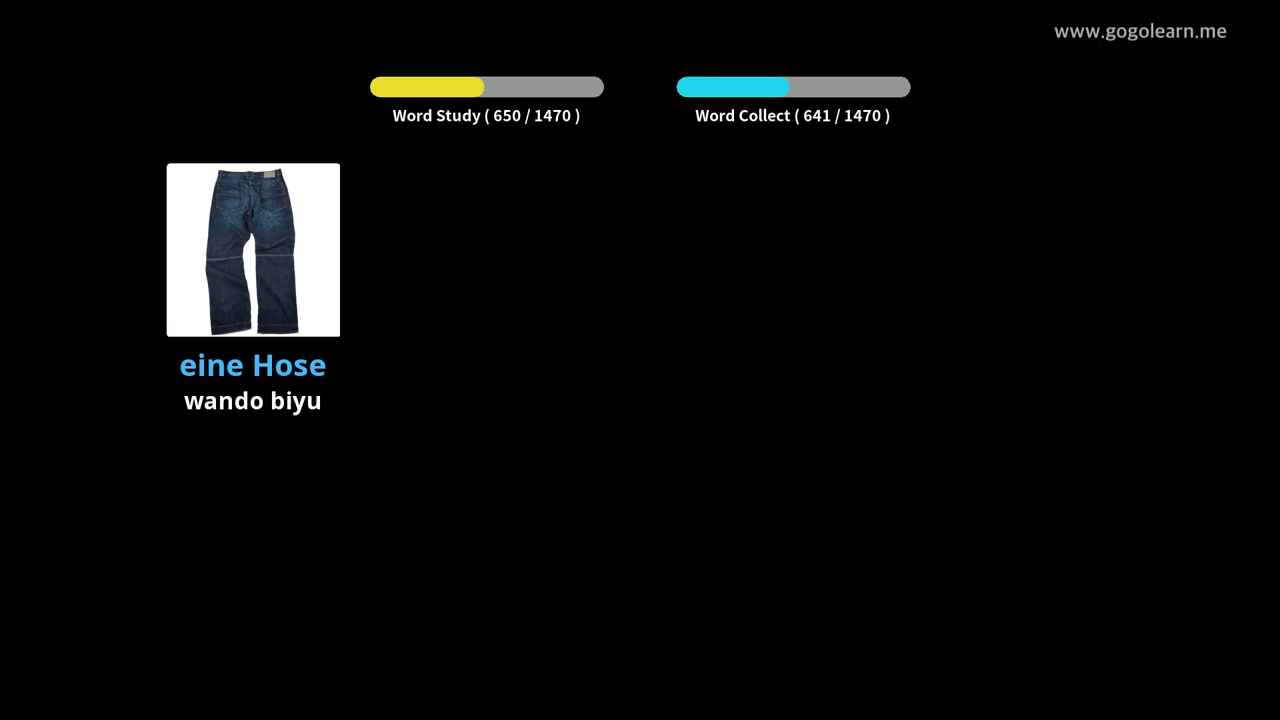 www.gogolearn.me
Word Study ( 650 / 1470 )
Word Collect ( 641 / 1470 )
eine Hose
wando biyu